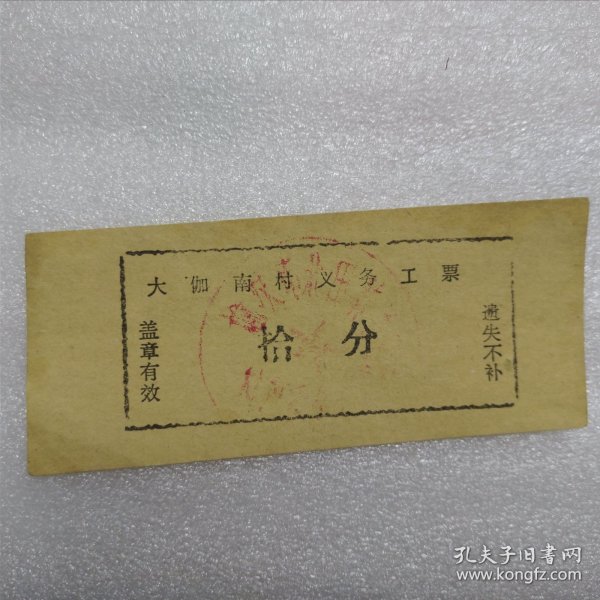 大伽南村义务工票
盖章有效
拾分
遗失不补
孔夫子旧书网
www.kongfz.com